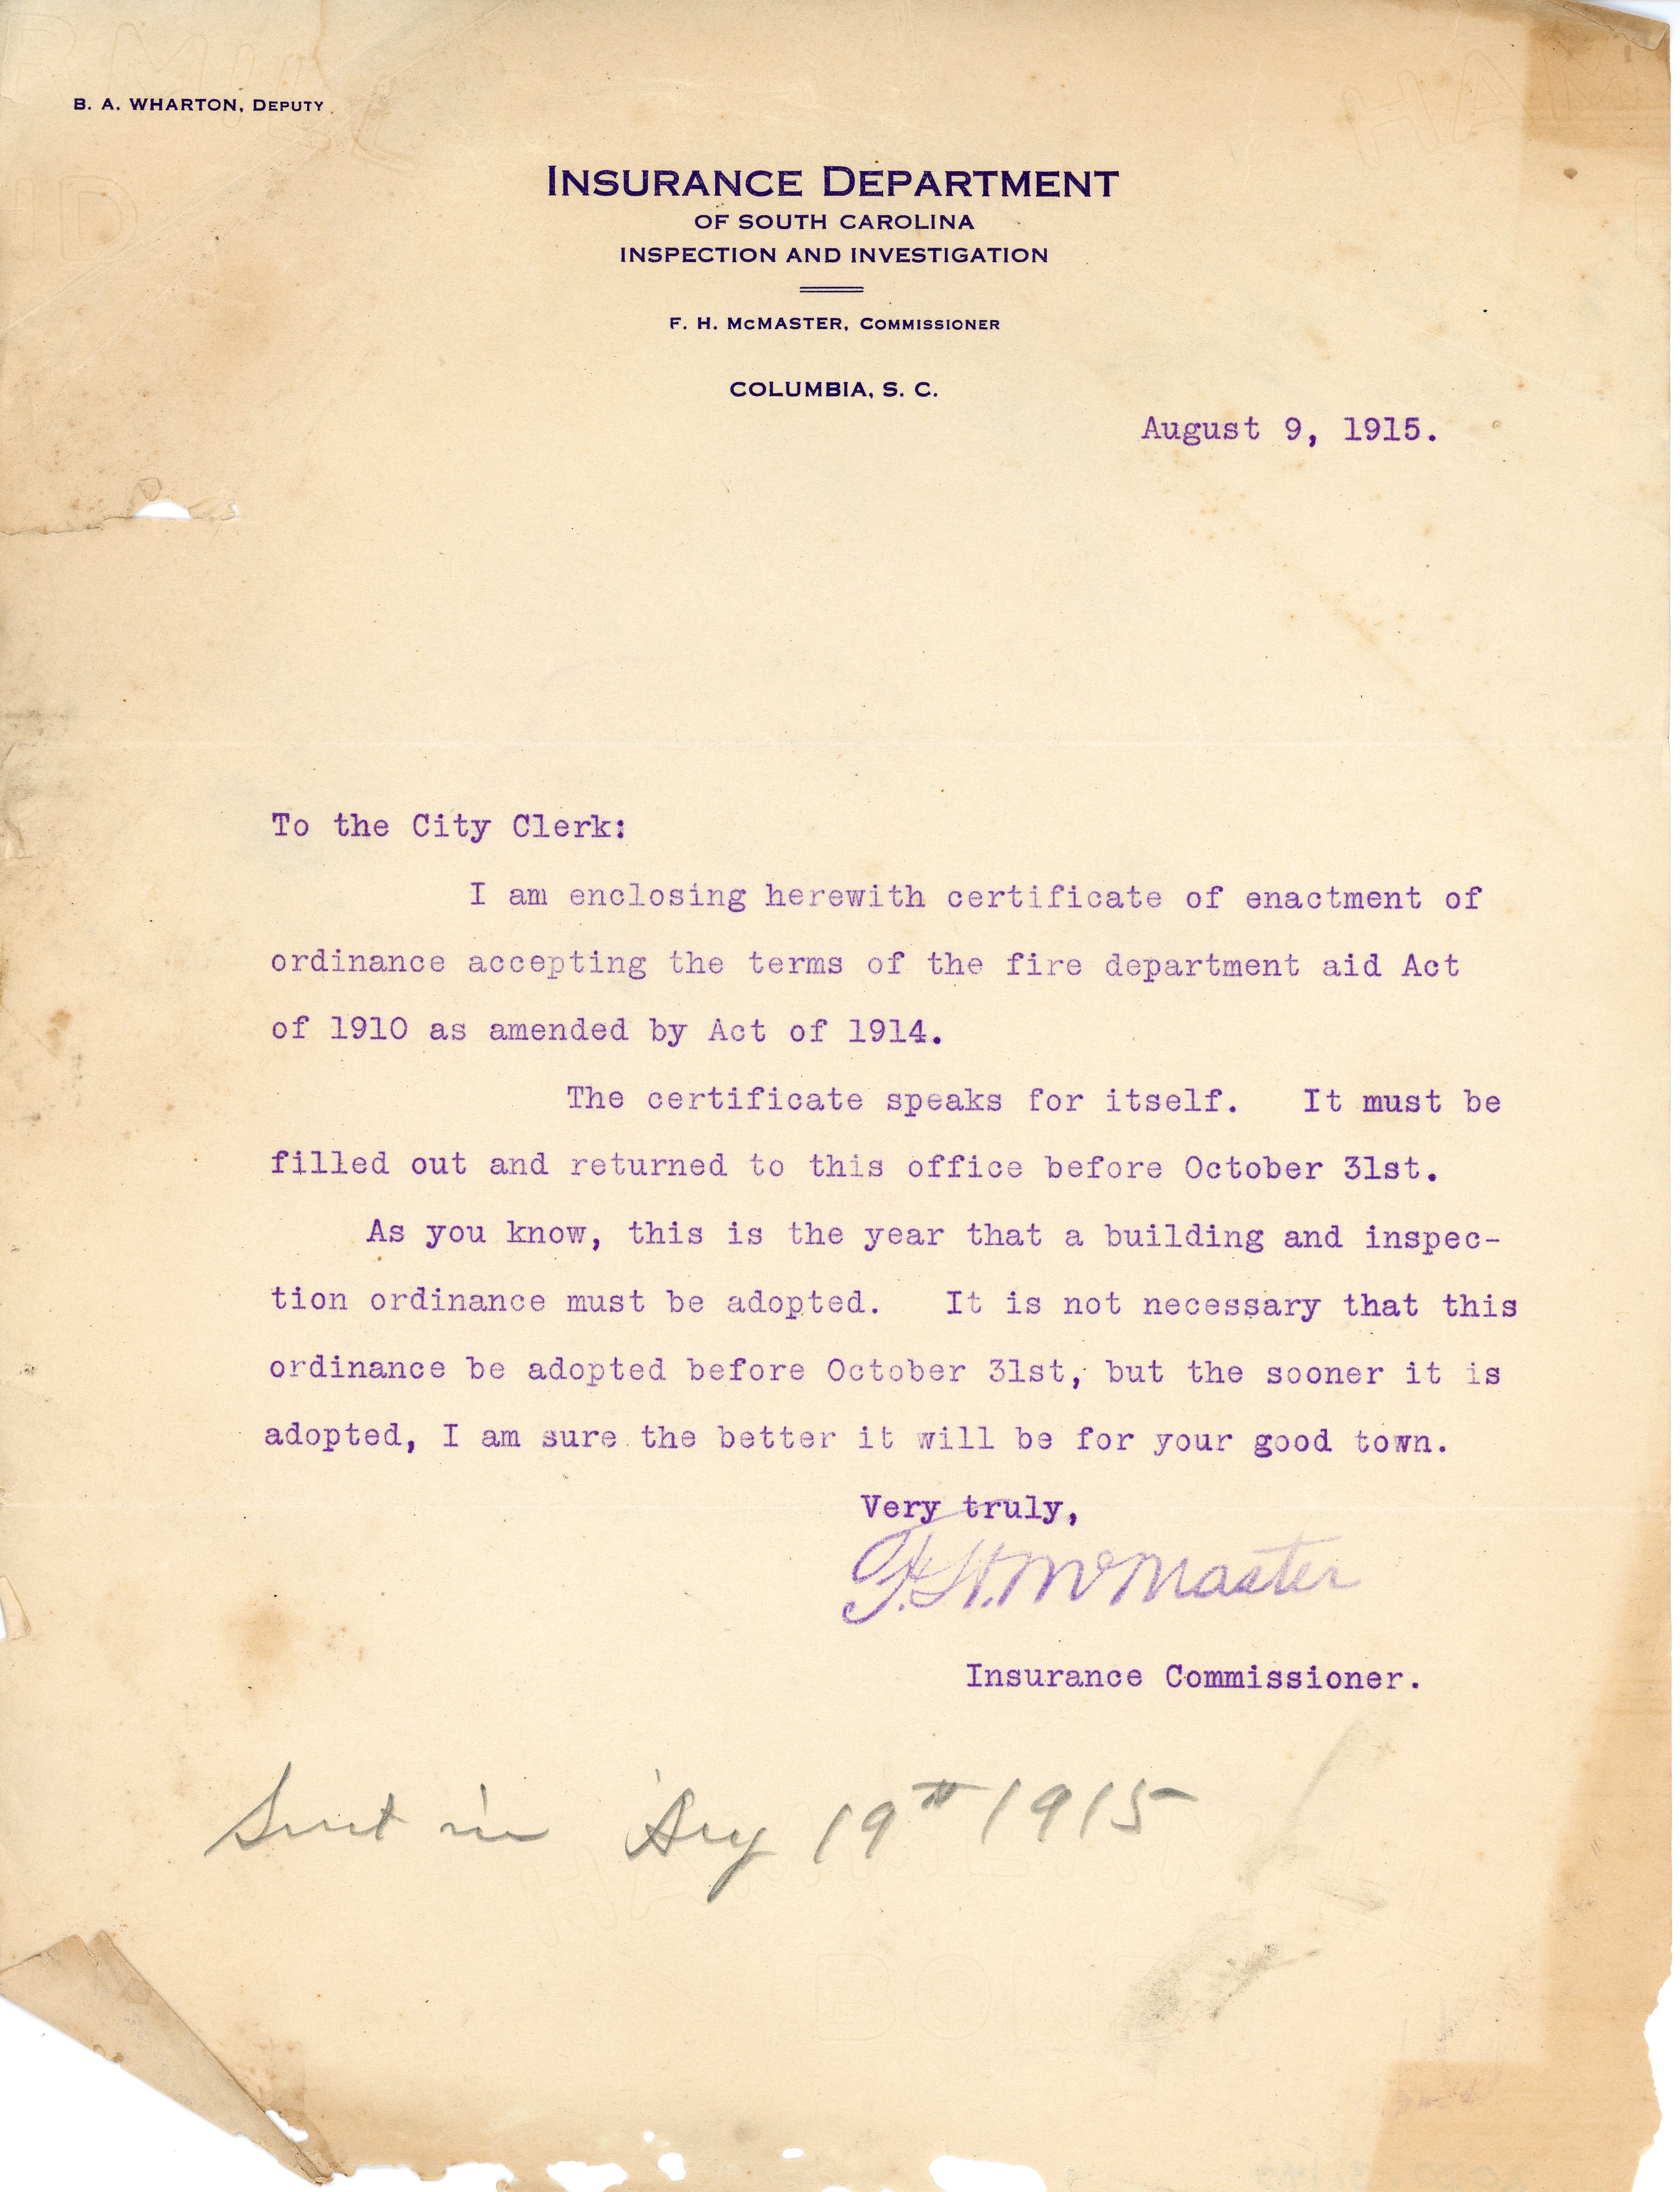 B. A. WHARTON, DEPUTY
INSURANCE DEPARTMENT
OF SOUTH CAROLINA
INSPECTION AND INVESTIGATION
F. H. McMASTER, COMMISSIONER
COLUMBIA, S. C.
August 9, 1915.
To the City Clerk:
I am enclosing herewith certificate of enactment of
ordinance accepting the terms of the fire department aid Act
of 1910 as amended by Act of 1914.
The certificate speaks for itself. It must be
filled out and returned to this office before October 31st.
As you know, this is the year that a building and inspec-
tion ordinance must be adopted. It is not necessary that this
ordinance be adopted before October 31st, but the sooner it is
adopted, I am sure the better it will be for your good town.
Very truly,
F. H. McMaster
Insurance Commissioner.
Sent in Aug 19th 1915
BOND